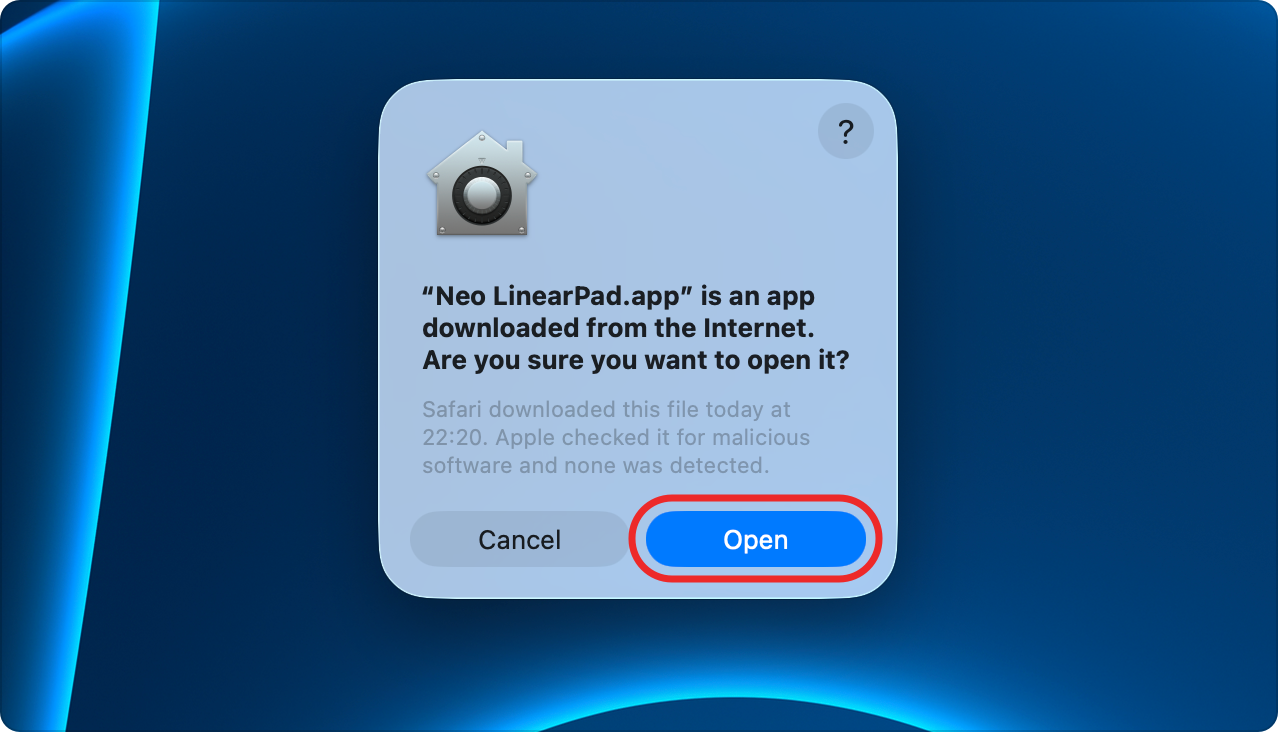 ?
“Neo LinearPad.app” is an app
downloaded from the Internet.
Are you sure you want to open it?
Safari downloaded this file today at
22:20. Apple checked it for malicious
software and none was detected.
Cancel
Open